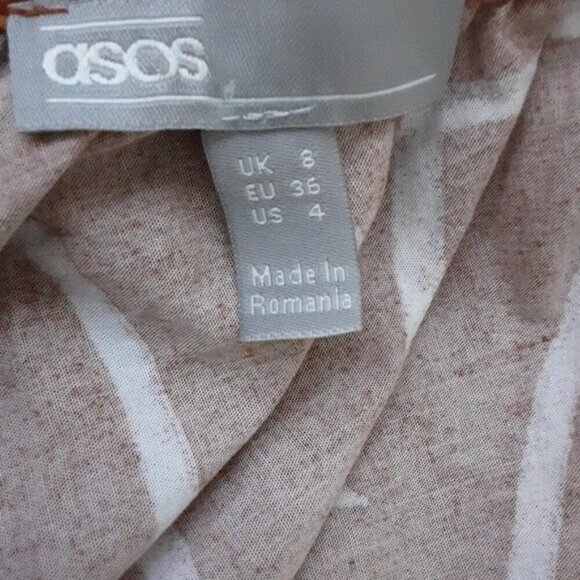 asos
UK 8
EU 36
US 4
Made In
Romania